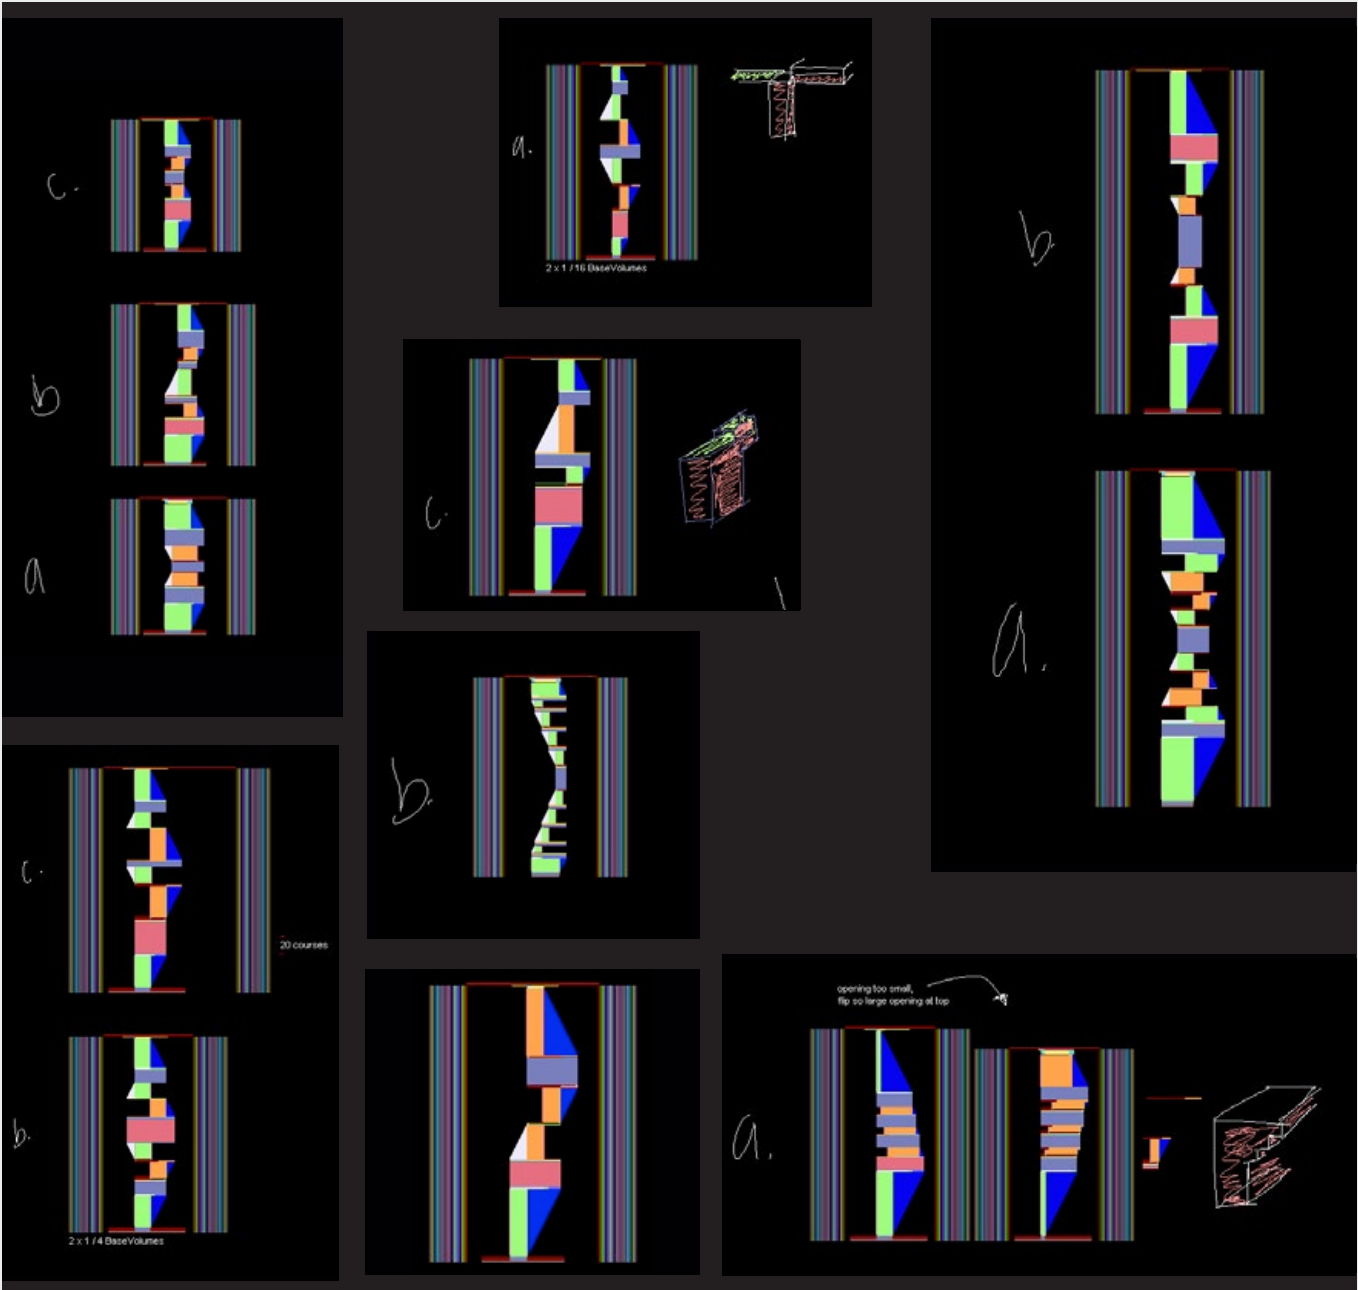 c.
b
a
a.
2 x 1 / 16 BaseVolumes
c.
b.
b.
a.
c.
20 courses
b.
2 x 1 / 4 BaseVolumes
opening too small,
flip so large opening at top
a.